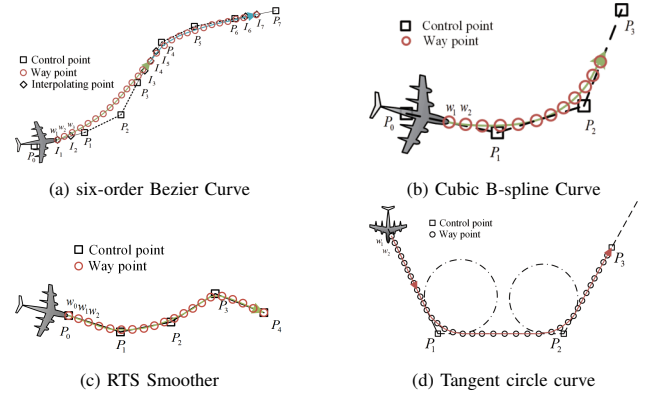 Control point
Way point
Interpolating point
P0
w1 w2 w3
I1
I2
P1
P2
P3
I3
I4
I5
P4
P5
P6
I6
I7
P7
(a) six-order Bezier Curve
Control point
Way point
P0
w1 w2
P1
P2
P3
(b) Cubic B-spline Curve
Control point
Way point
w0 w1 w2
P0
P1
P2
P3
P4
(c) RTS Smoother
Control point
Way point
w1
w2
P1
P2
P3
(d) Tangent circle curve